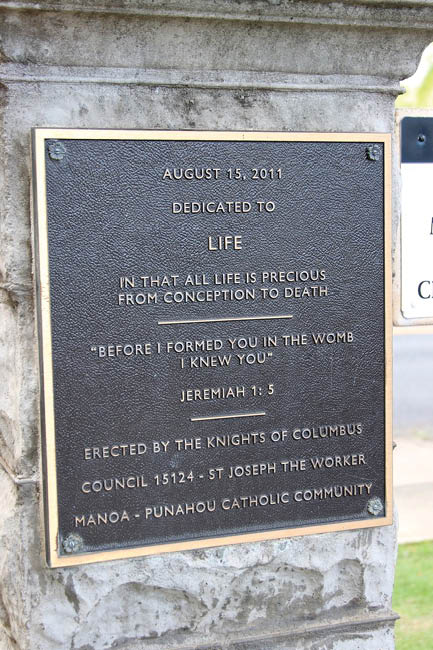 AUGUST 15, 2011
DEDICATED TO
LIFE
IN THAT ALL LIFE IS PRECIOUS
FROM CONCEPTION TO DEATH
"BEFORE I FORMED YOU IN THE WOMB
I KNEW YOU"
JEREMIAH 1: 5
ERECTED BY THE KNIGHTS OF COLUMBUS
COUNCIL 15124 - ST JOSEPH THE WORKER
MANOA - PUNAHOU CATHOLIC COMMUNITY